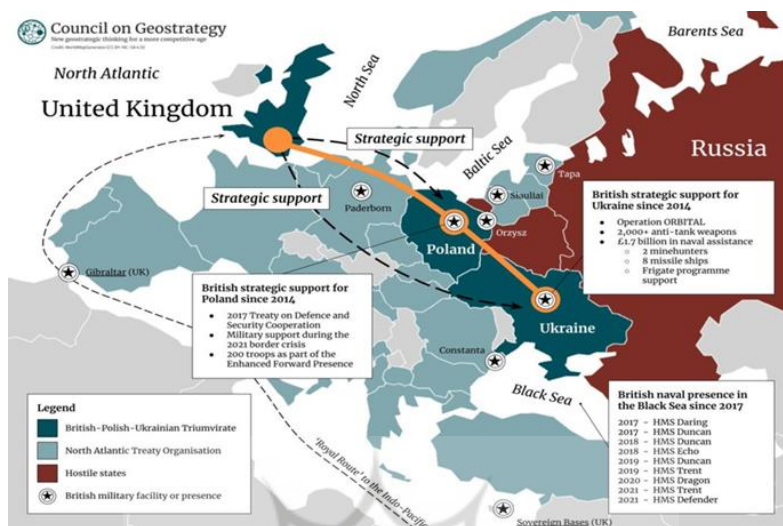 Council on Geostrategy
New geostrategic thinking for a more competitive age
Barents Sea
North Atlantic
North Sea
United Kingdom
Strategic support
Russia
Baltic Sea
Tapa
Strategic support
Šiauliai
Paderborn
British strategic support for
Ukraine since 2014
• Operation ORBITAL
• 2,000+ anti-tank weapons
• £1.7 billion in naval assistance
○ 2 minehunters
○ 8 missile ships
○ Frigate programme
support
Orzysz
Poland
Gibraltar (UK)
British strategic support for
Poland since 2014
• 2017 Treaty on Defence and
Security Cooperation
• Military support during the
2021 border crisis
• 200 troops as part of the
Enhanced Forward Presence
Ukraine
Constanta
Black Sea
British naval presence in
the Black Sea since 2017
2017 - HMS Daring
2017 - HMS Duncan
2018 - HMS Duncan
2018 - HMS Echo
2019 - HMS Duncan
2019 - HMS Trent
2020 - HMS Dragon
2021 - HMS Trent
2021 - HMS Defender
Legend
British-Polish-Ukrainian Triumvirate
North Atlantic Treaty Organisation
Hostile states
British military facility or presence
'Royal Route' to the Indo-Pacific
Sovereign Bases (UK)